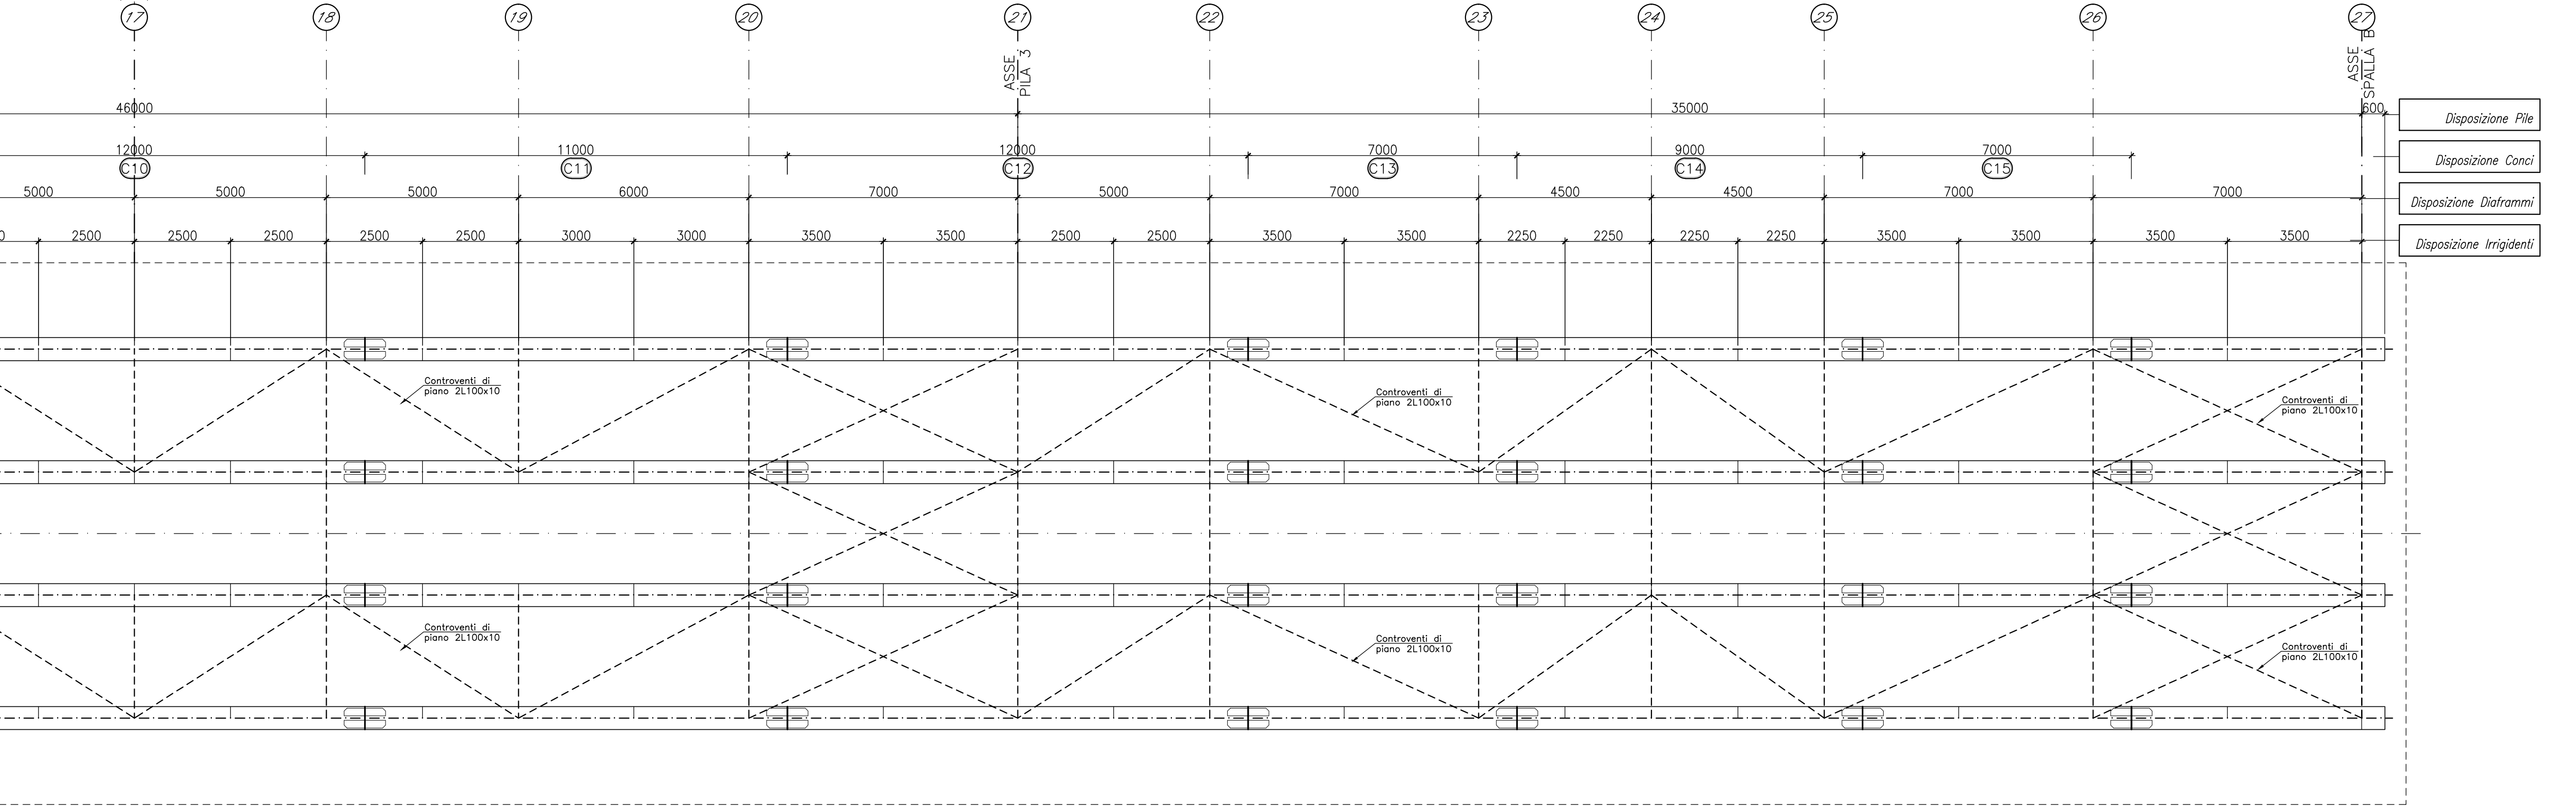 17 18 19 20 21 22 23 24 25 26 27
ASSE
PILA 3
ASSE
SPALLA B
46000 35000 600
Disposizione Pile
12000 11000 12000 7000 9000 7000
C10 C11 C12 C13 C14 C15
Disposizione Conci
5000 5000 5000 6000 7000 5000 7000 4500 4500 7000 7000
Disposizione Diaframmi
0 2500 2500 2500 2500 2500 3000 3000 3500 3500 2500 2500 3500 3500 2250 2250 2250 2250 3500 3500 3500 3500
Disposizione Irrigidenti
Controventi di
piano 2L100x10
Controventi di
piano 2L100x10
Controventi di
piano 2L100x10
Controventi di
piano 2L100x10
Controventi di
piano 2L100x10
Controventi di
piano 2L100x10